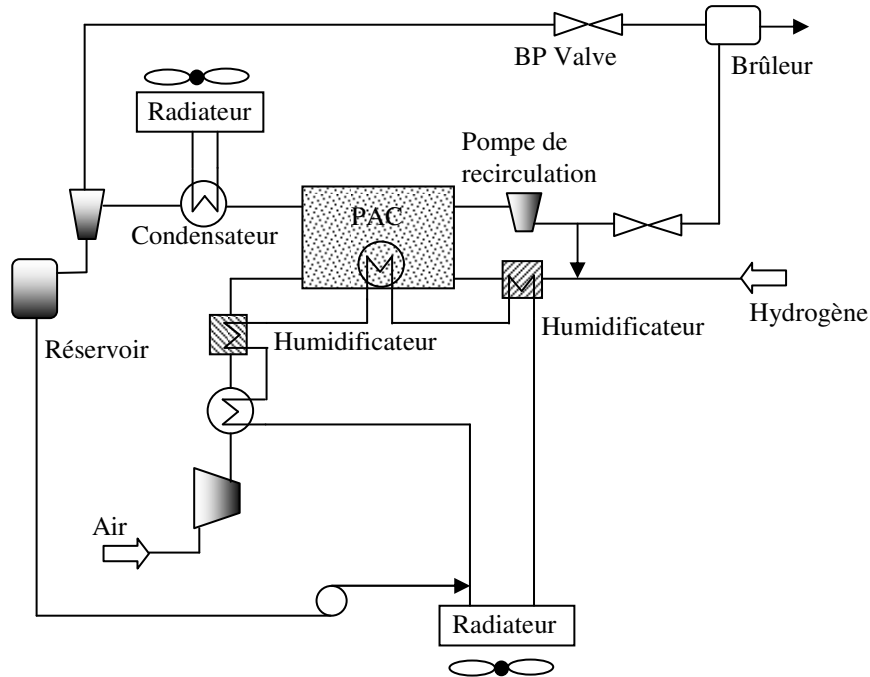 BP Valve
Brûleur
Radiateur
Pompe de
recirculation
PAC
Condensateur
Hydrogène
Humidificateur
Humidificateur
Réservoir
Air
Radiateur